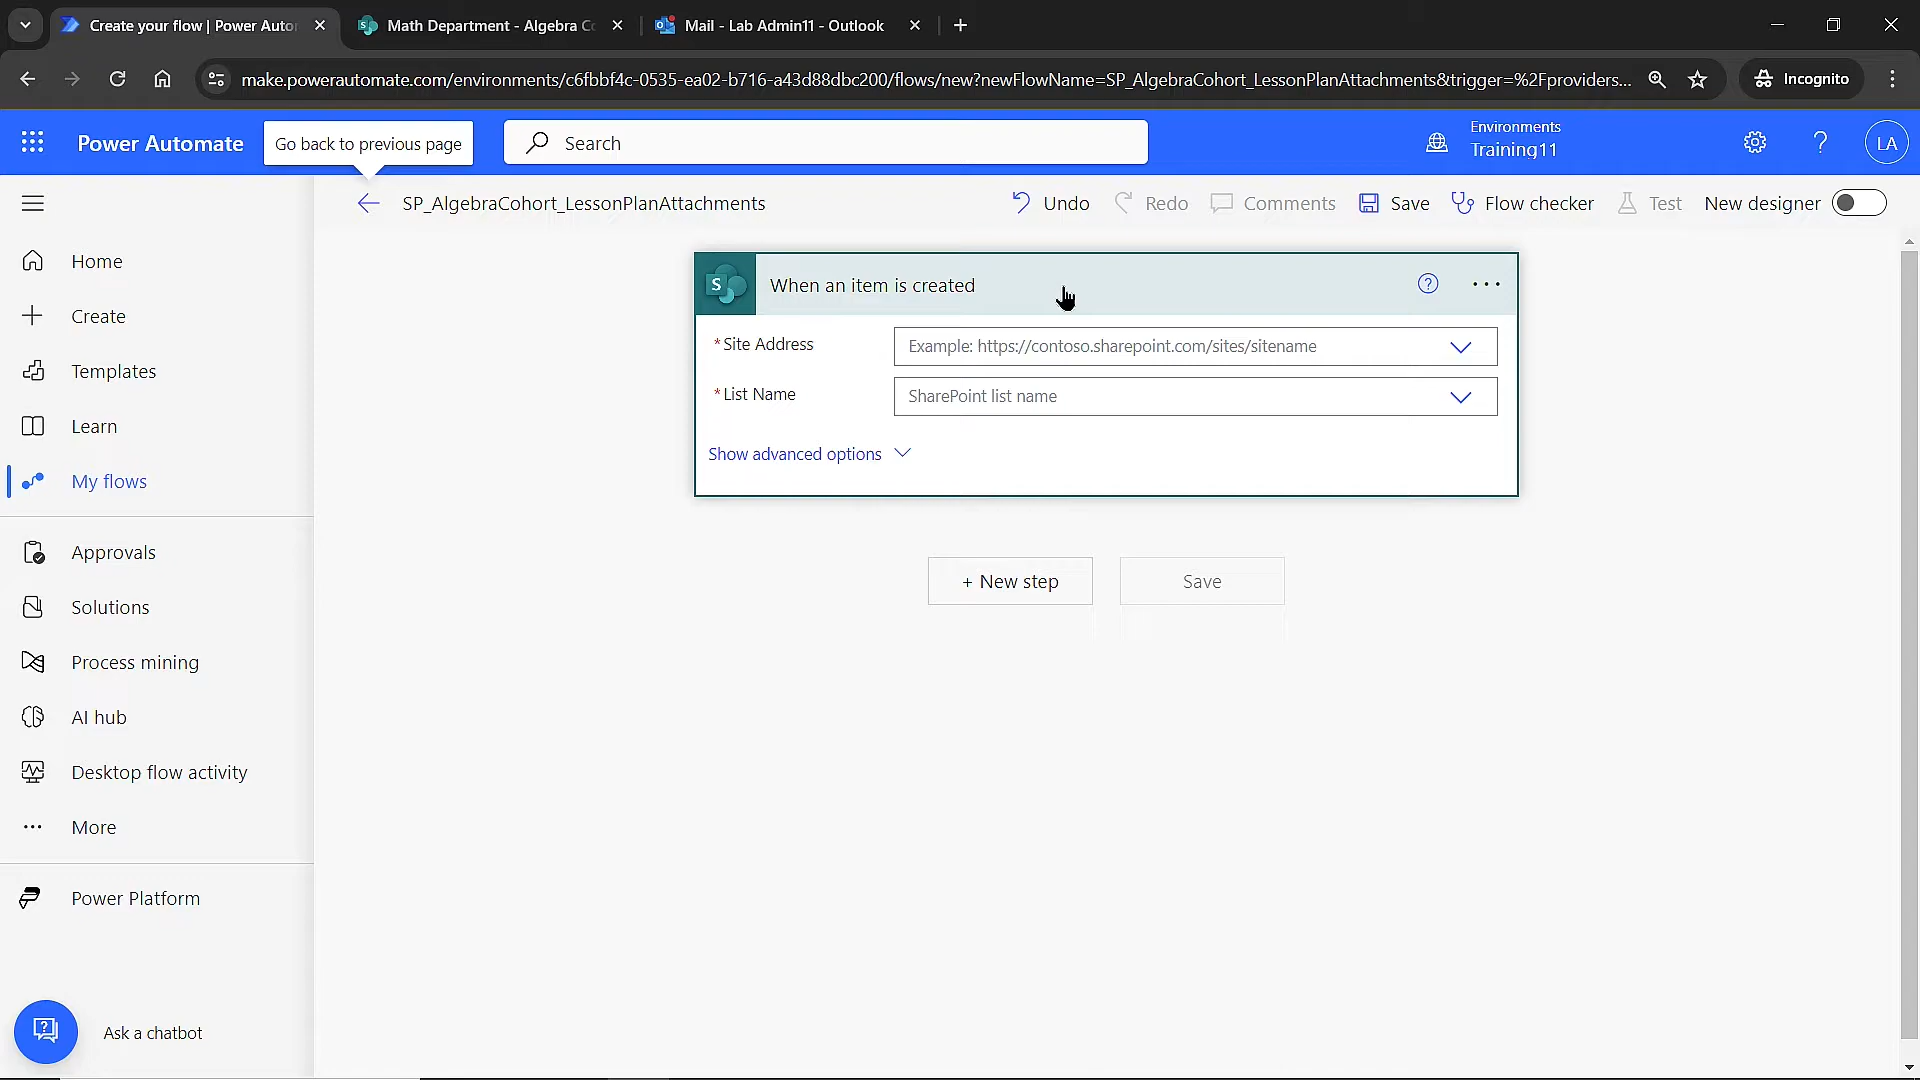 Create your flow | Power Auto
Math Department - Algebra Co
Mail - Lab Admin11 - Outlook
make.powerautomate.com/environments/c6fbbf4c-0535-ea02-b716-a43d88dbc200/flows/new?newFlowName=SP_AlgebraCohort_LessonPlanAttachments&trigger=%2Fproviders...
Incognito
Power Automate
Go back to previous page
Search
Environments
Training11
LA
SP_AlgebraCohort_LessonPlanAttachments
Undo
Redo
Comments
Save
Flow checker
Test
New designer
Home
Create
Templates
Learn
My flows
Approvals
Solutions
Process mining
AI hub
Desktop flow activity
More
Power Platform
Ask a chatbot
S
When an item is created
*Site Address
Example: https://contoso.sharepoint.com/sites/sitename
*List Name
SharePoint list name
Show advanced options
+ New step
Save